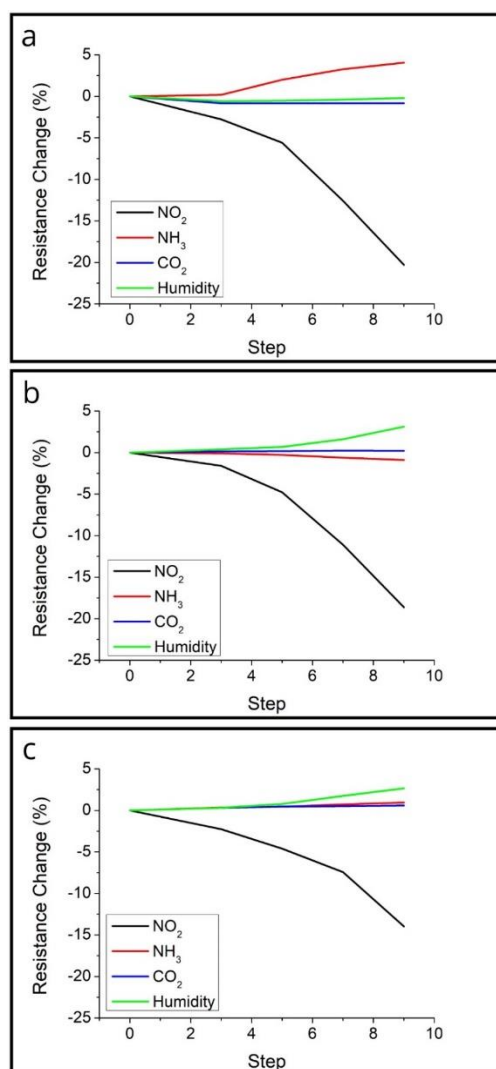 a
Resistance Change (%)
5
0
-5
-10
-15
-20
-25
NO₂
NH₃
CO₂
Humidity
0 2 4 6 8 10
Step
b
Resistance Change (%)
5
0
-5
-10
-15
-20
-25
NO₂
NH₃
CO₂
Humidity
0 2 4 6 8 10
Step
c
Resistance Change (%)
5
0
-5
-10
-15
-20
-25
NO₂
NH₃
CO₂
Humidity
0 2 4 6 8 10
Step